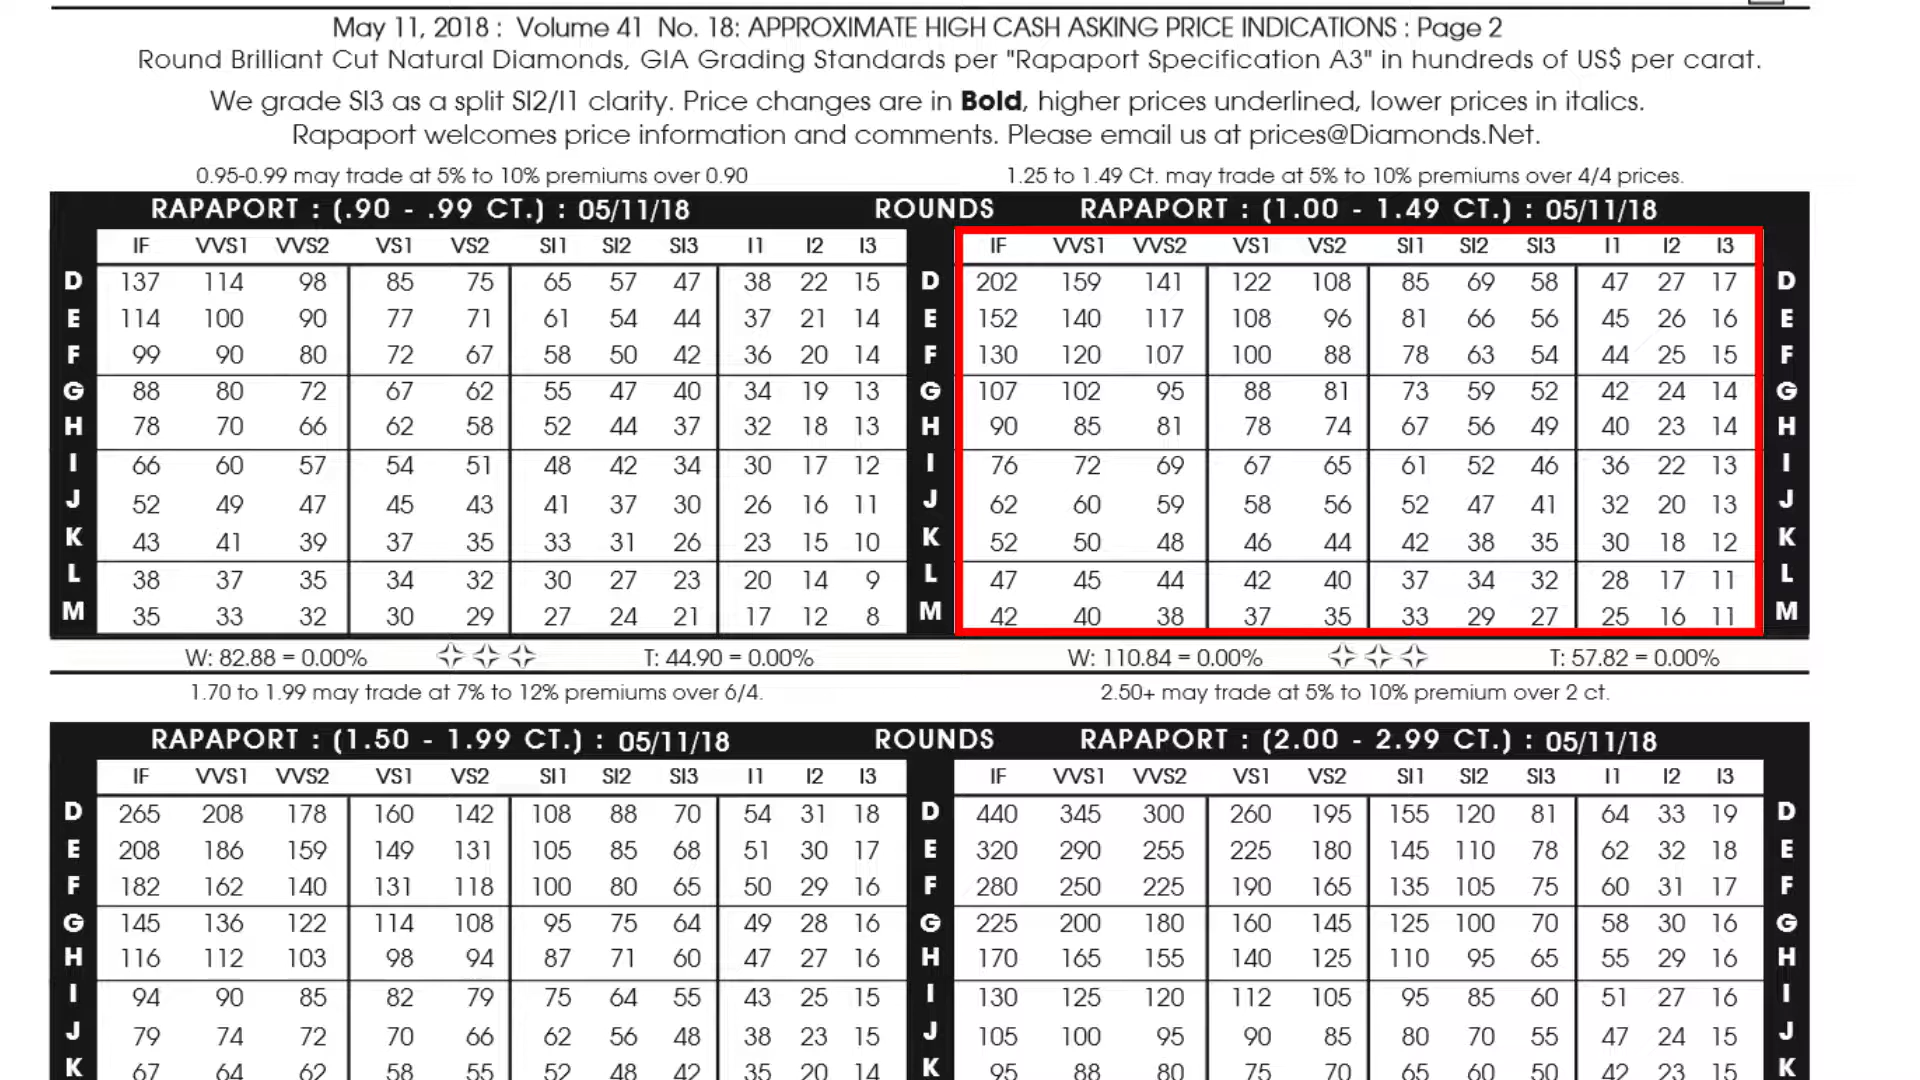 May 11, 2018 : Volume 41 No. 18: APPROXIMATE HIGH CASH ASKING PRICE INDICATIONS : Page 2
Round Brilliant Cut Natural Diamonds, GIA Grading Standards per "Rapaport Specification A3" in hundreds of US$ per carat.
We grade SI3 as a split SI2/I1 clarity. Price changes are in Bold, higher prices underlined, lower prices in italics.
Rapaport welcomes price information and comments. Please email us at prices@Diamonds.Net.
0.95-0.99 may trade at 5% to 10% premiums over 0.90 1.25 to 1.49 Ct. may trade at 5% to 10% premiums over 4/4 prices.
RAPAPORT : (.90 - .99 CT.) : 05/11/18 ROUNDS RAPAPORT : (1.00 - 1.49 CT.) : 05/11/18
IF VVS1 VVS2 VS1 VS2 SI1 SI2 SI3 I1 I2 I3 IF VVS1 VVS2 VS1 VS2 SI1 SI2 SI3 I1 I2 I3
D 137 114 98 85 75 65 57 47 38 22 15 D 202 159 141 122 108 85 69 58 47 27 17 D
E 114 100 90 77 71 61 54 44 37 21 14 E 152 140 117 108 96 81 66 56 45 26 16 E
F 99 90 80 72 67 58 50 42 36 20 14 F 130 120 107 100 88 78 63 54 44 25 15 F
G 88 80 72 67 62 55 47 40 34 19 13 G 107 102 95 88 81 73 59 52 42 24 14 G
H 78 70 66 62 58 52 44 37 32 18 13 H 90 85 81 78 74 67 56 49 40 23 14 H
I 66 60 57 54 51 48 42 34 30 17 12 I 76 72 69 67 65 61 52 46 36 22 13 I
J 52 49 47 45 43 41 37 30 26 16 11 J 62 60 59 58 56 52 47 41 32 20 13 J
K 43 41 39 37 35 33 31 26 23 15 10 K 52 50 48 46 44 42 38 35 30 18 12 K
L 38 37 35 34 32 30 27 23 20 14 9 L 47 45 44 42 40 37 34 32 28 17 11 L
M 35 33 32 30 29 27 24 21 17 12 8 M 42 40 38 37 35 33 29 27 25 16 11 M
W: 82.88 = 0.00% T: 44.90 = 0.00% W: 110.84 = 0.00% T: 57.82 = 0.00%
1.70 to 1.99 may trade at 7% to 12% premiums over 6/4. 2.50+ may trade at 5% to 10% premium over 2 ct.
RAPAPORT : (1.50 - 1.99 CT.) : 05/11/18 ROUNDS RAPAPORT : (2.00 - 2.99 CT.) : 05/11/18
IF VVS1 VVS2 VS1 VS2 SI1 SI2 SI3 I1 I2 I3 IF VVS1 VVS2 VS1 VS2 SI1 SI2 SI3 I1 I2 I3
D 265 208 178 160 142 108 88 70 54 31 18 D 440 345 300 260 195 155 120 81 64 33 19 D
E 208 186 159 149 131 105 85 68 51 30 17 E 320 290 255 225 180 145 110 78 62 32 18 E
F 182 162 140 131 118 100 80 65 50 29 16 F 280 250 225 190 165 135 105 75 60 31 17 F
G 145 136 122 114 108 95 75 64 49 28 16 G 225 200 180 160 145 125 100 70 58 30 16 G
H 116 112 103 98 94 87 71 60 47 27 16 H 170 165 155 140 125 110 95 65 55 29 16 H
I 94 90 85 82 79 75 64 55 43 25 15 I 130 125 120 112 105 95 85 60 51 27 16 I
J 79 74 72 70 66 62 56 48 38 23 15 J 105 100 95 90 85 80 70 55 47 24 15 J
K 67 64 62 58 55 52 48 42 35 20 14 K 95 88 80 75 70 65 60 50 42 23 15 K